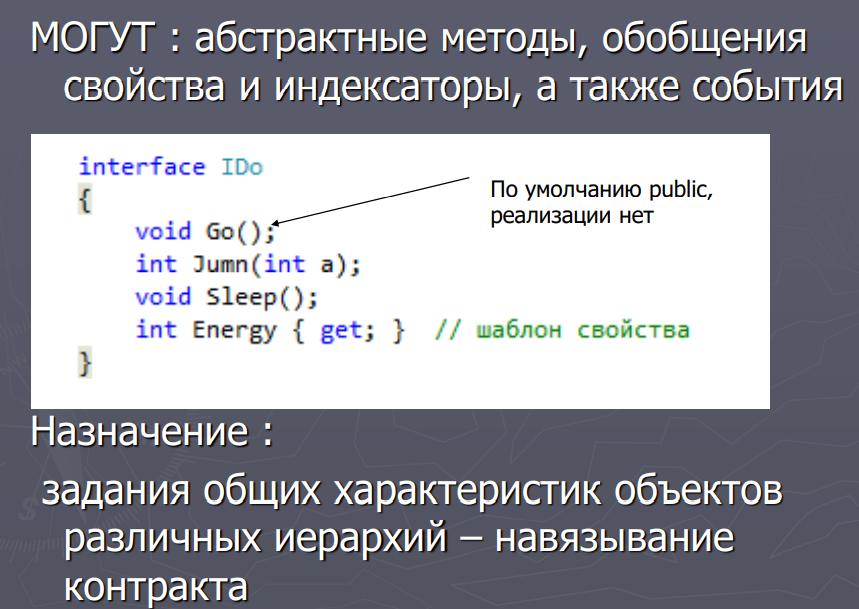 МОГУТ : абстрактные методы, обобщения
свойства и индексаторы, а также события
interface IDo
{
void Go();
По умолчанию public,
реализации нет
int Jumn(int a);
void Sleep();
int Energy { get; } // шаблон свойства
}
Назначение :
задания общих характеристик объектов
различных иерархий – навязывание
контракта